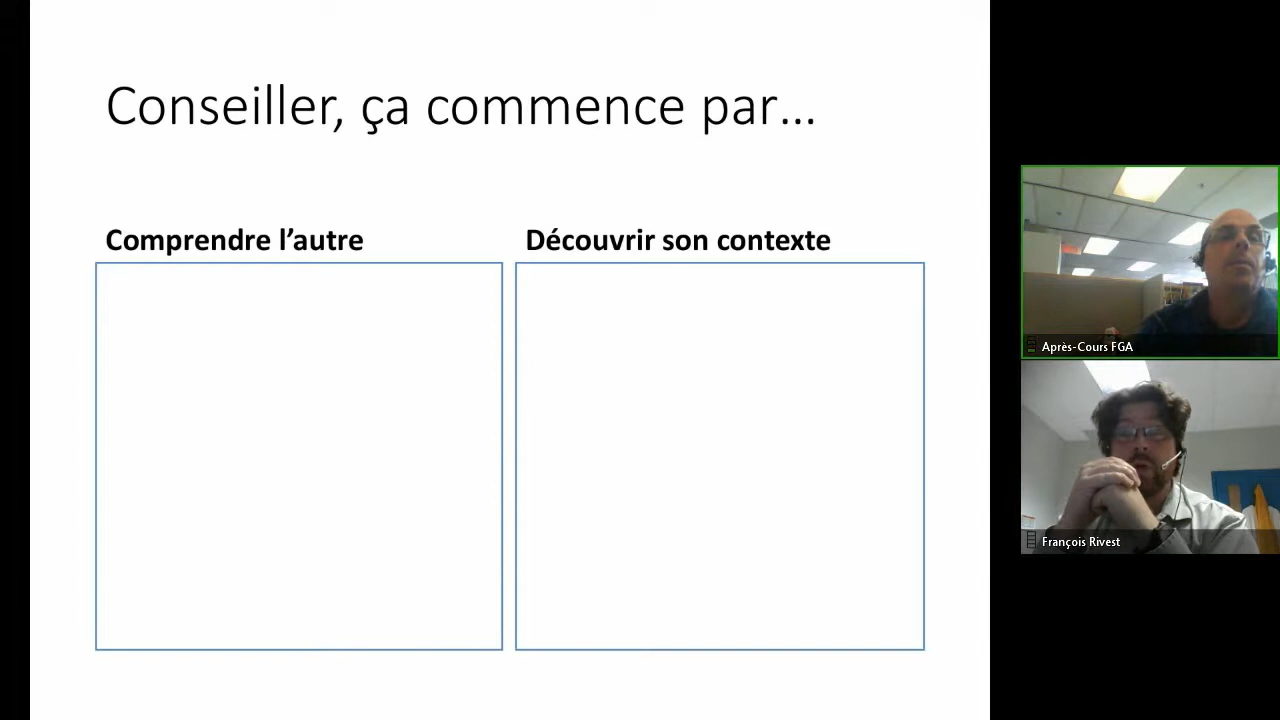 Conseiller, ça commence par…
Comprendre l’autre
Découvrir son contexte
Après-Cours FGA
François Rivest